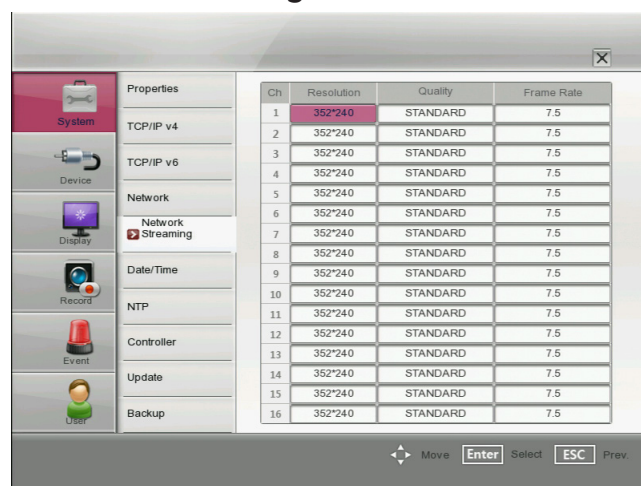 System
Device
Display
Record
Event
User
Properties
TCP/IP v4
TCP/IP v6
Network
Network
Streaming
Date/Time
NTP
Controller
Update
Backup
Ch Resolution Quality Frame Rate
1 352*240 STANDARD 7.5
2 352*240 STANDARD 7.5
3 352*240 STANDARD 7.5
4 352*240 STANDARD 7.5
5 352*240 STANDARD 7.5
6 352*240 STANDARD 7.5
7 352*240 STANDARD 7.5
8 352*240 STANDARD 7.5
9 352*240 STANDARD 7.5
10 352*240 STANDARD 7.5
11 352*240 STANDARD 7.5
12 352*240 STANDARD 7.5
13 352*240 STANDARD 7.5
14 352*240 STANDARD 7.5
15 352*240 STANDARD 7.5
16 352*240 STANDARD 7.5
Move Enter Select ESC Prev.